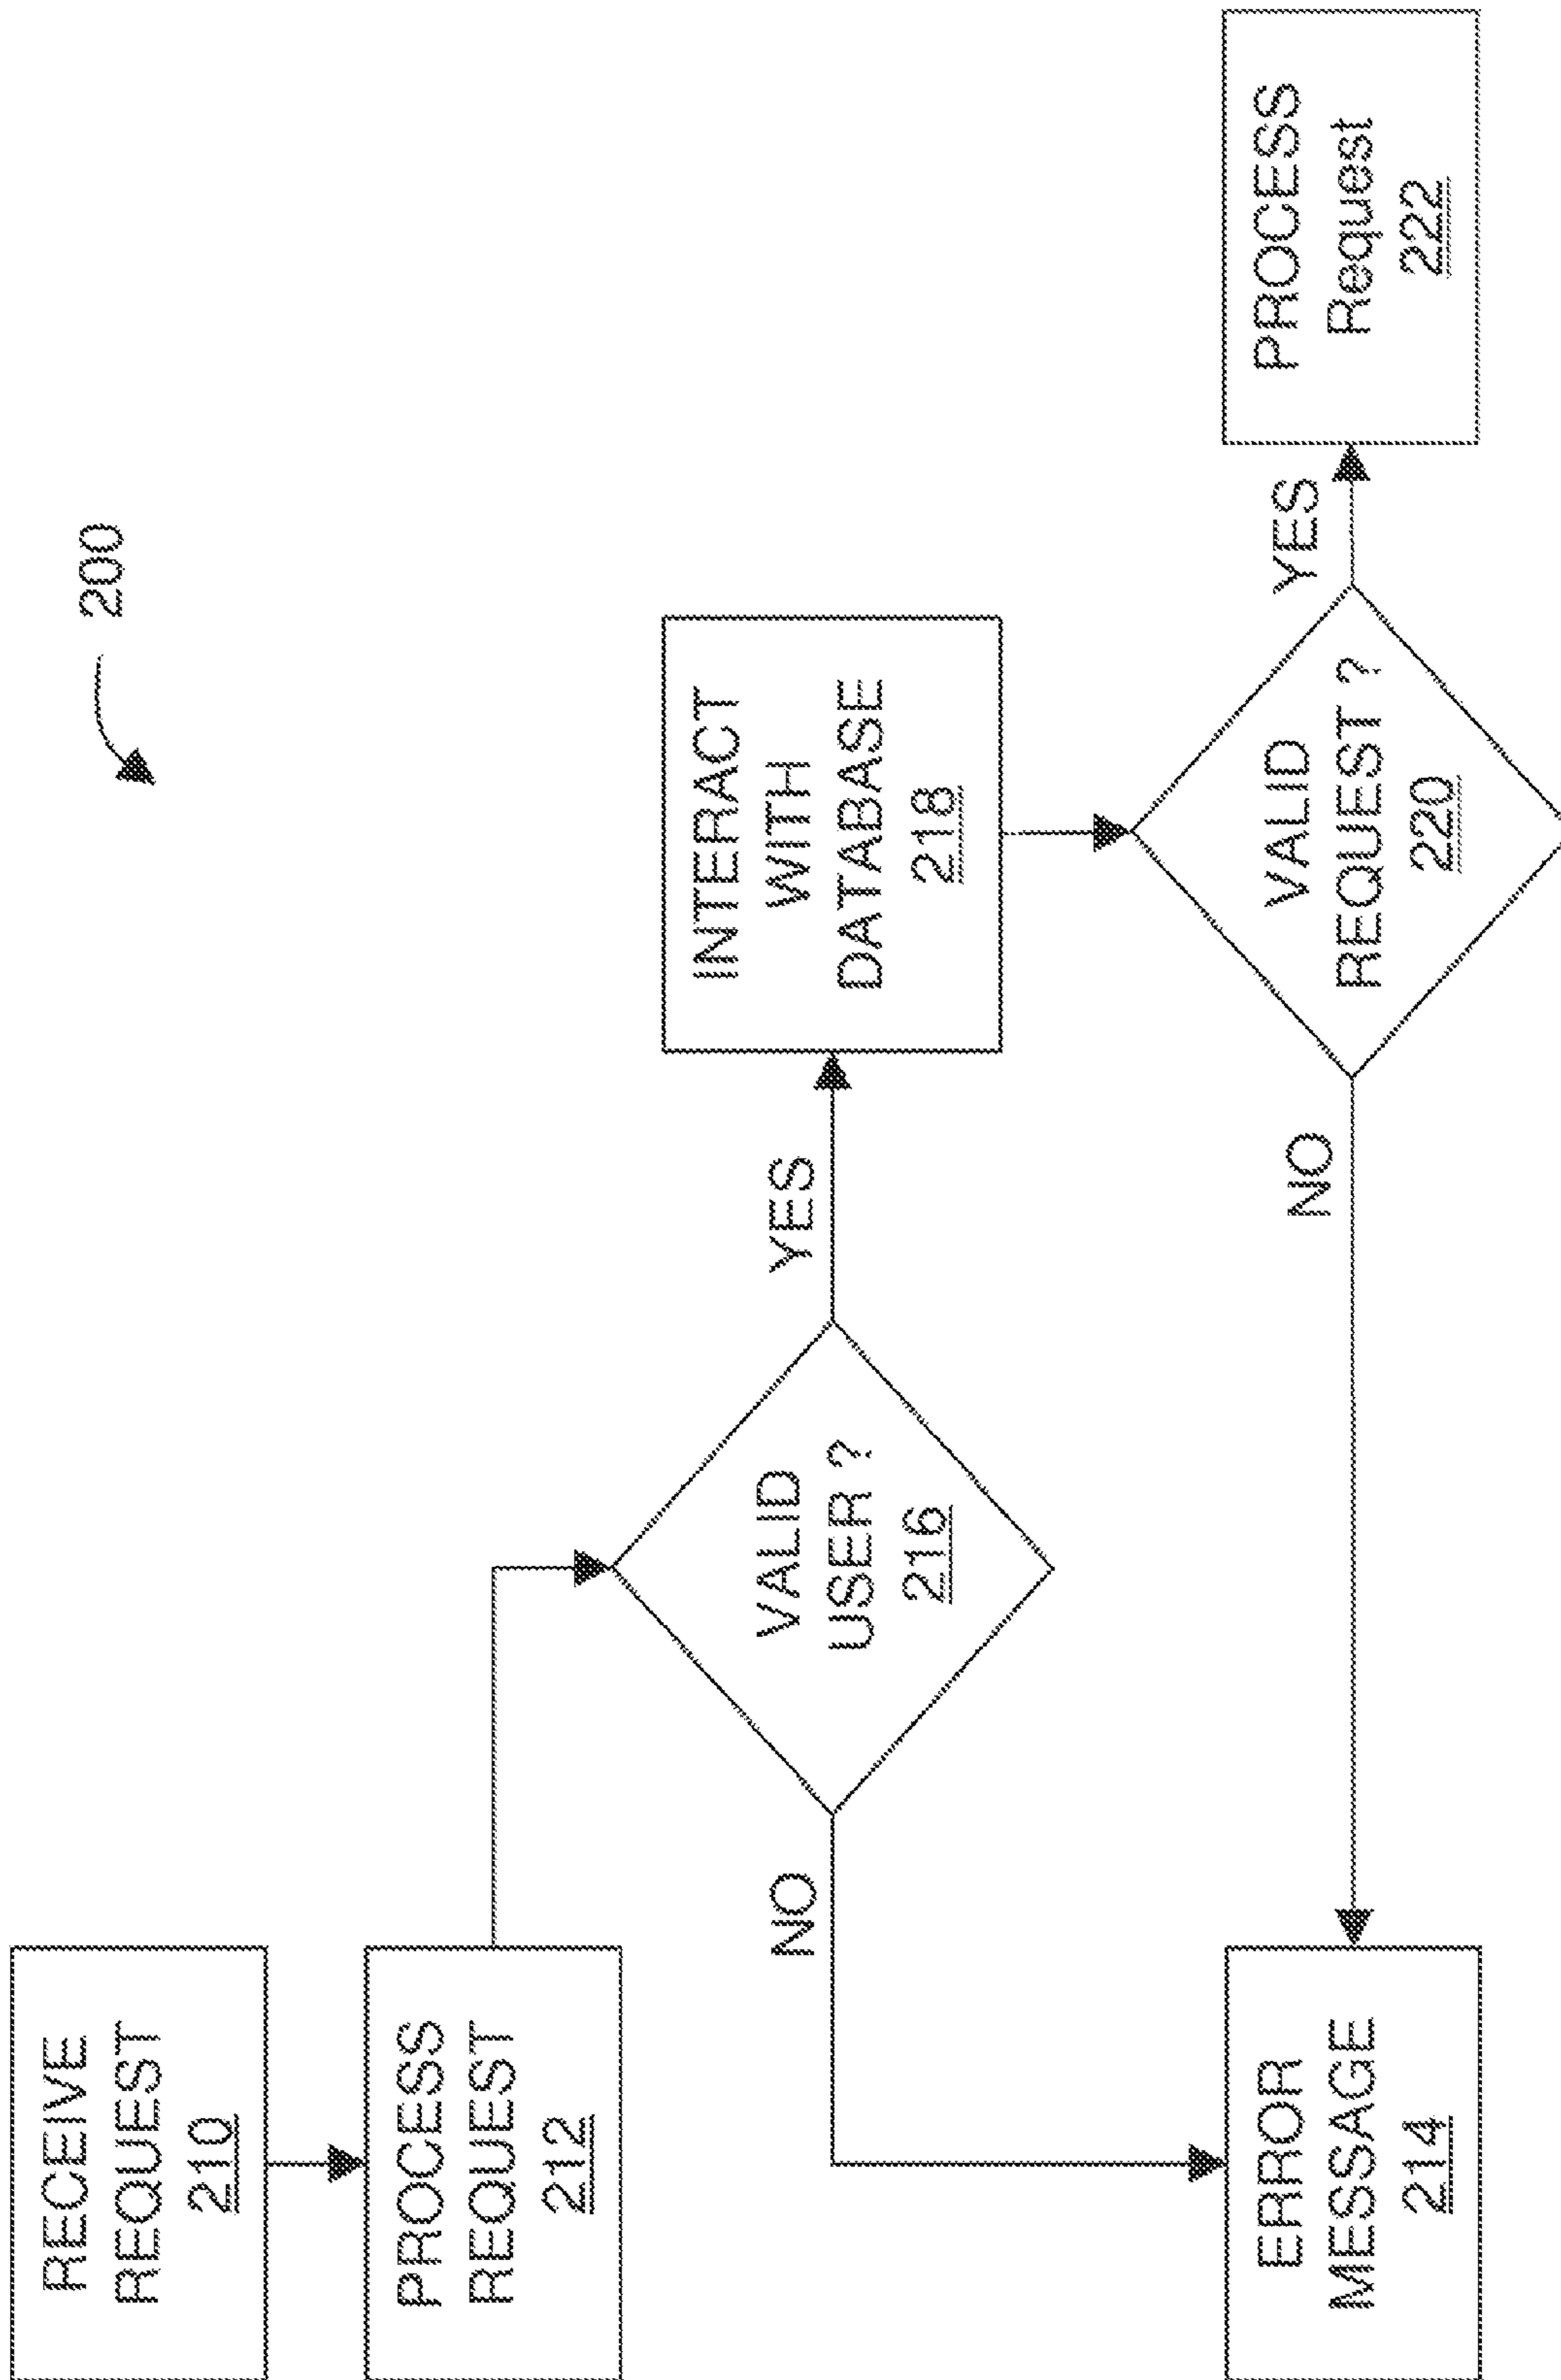 200
RECEIVE
REQUEST
210
PROCESS
REQUEST
212
VALID
USER ?
216
NO
YES
INTERACT
WITH
DATABASE
218
VALID
REQUEST ?
220
NO
YES
ERROR
MESSAGE
214
PROCESS
Request
222